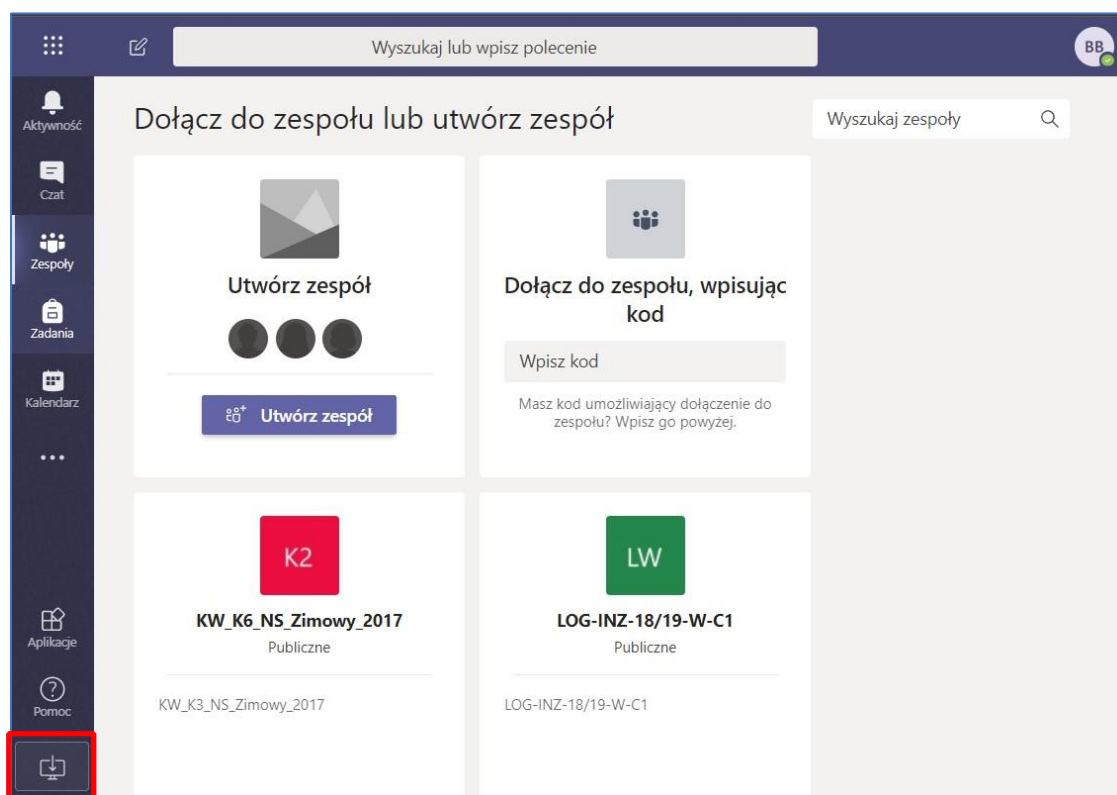 Wyszukaj lub wpisz polecenie
BB
Aktywność
Czat
Zespoły
Zadania
Kalendarz
Aplikacje
Pomoc
Dołącz do zespołu lub utwórz zespół
Wyszukaj zespoły
Utwórz zespół
Utwórz zespół
Dołącz do zespołu, wpisując
kod
Wpisz kod
Masz kod umożliwiający dołączenie do
zespołu? Wpisz go powyżej.
K2
KW_K6_NS_Zimowy_2017
Publiczne
KW_K3_NS_Zimowy_2017
LW
LOG-INZ-18/19-W-C1
Publiczne
LOG-INZ-18/19-W-C1